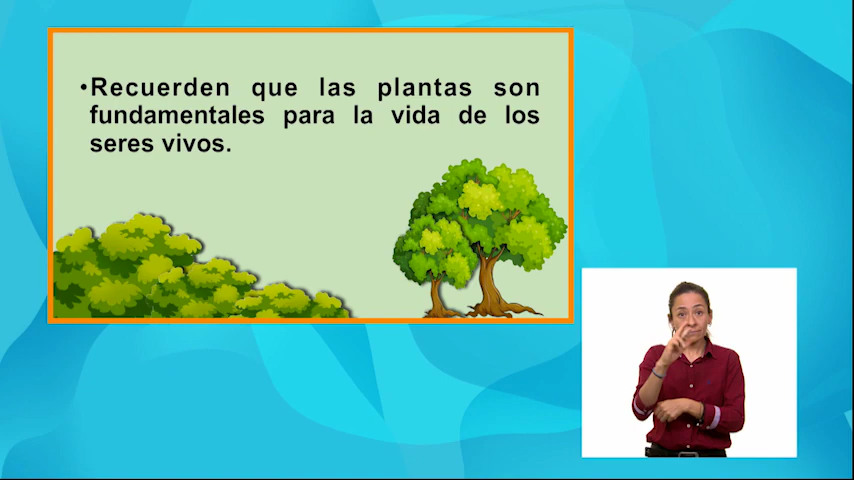 •Recuerden que las plantas son
fundamentales para la vida de los
seres vivos.